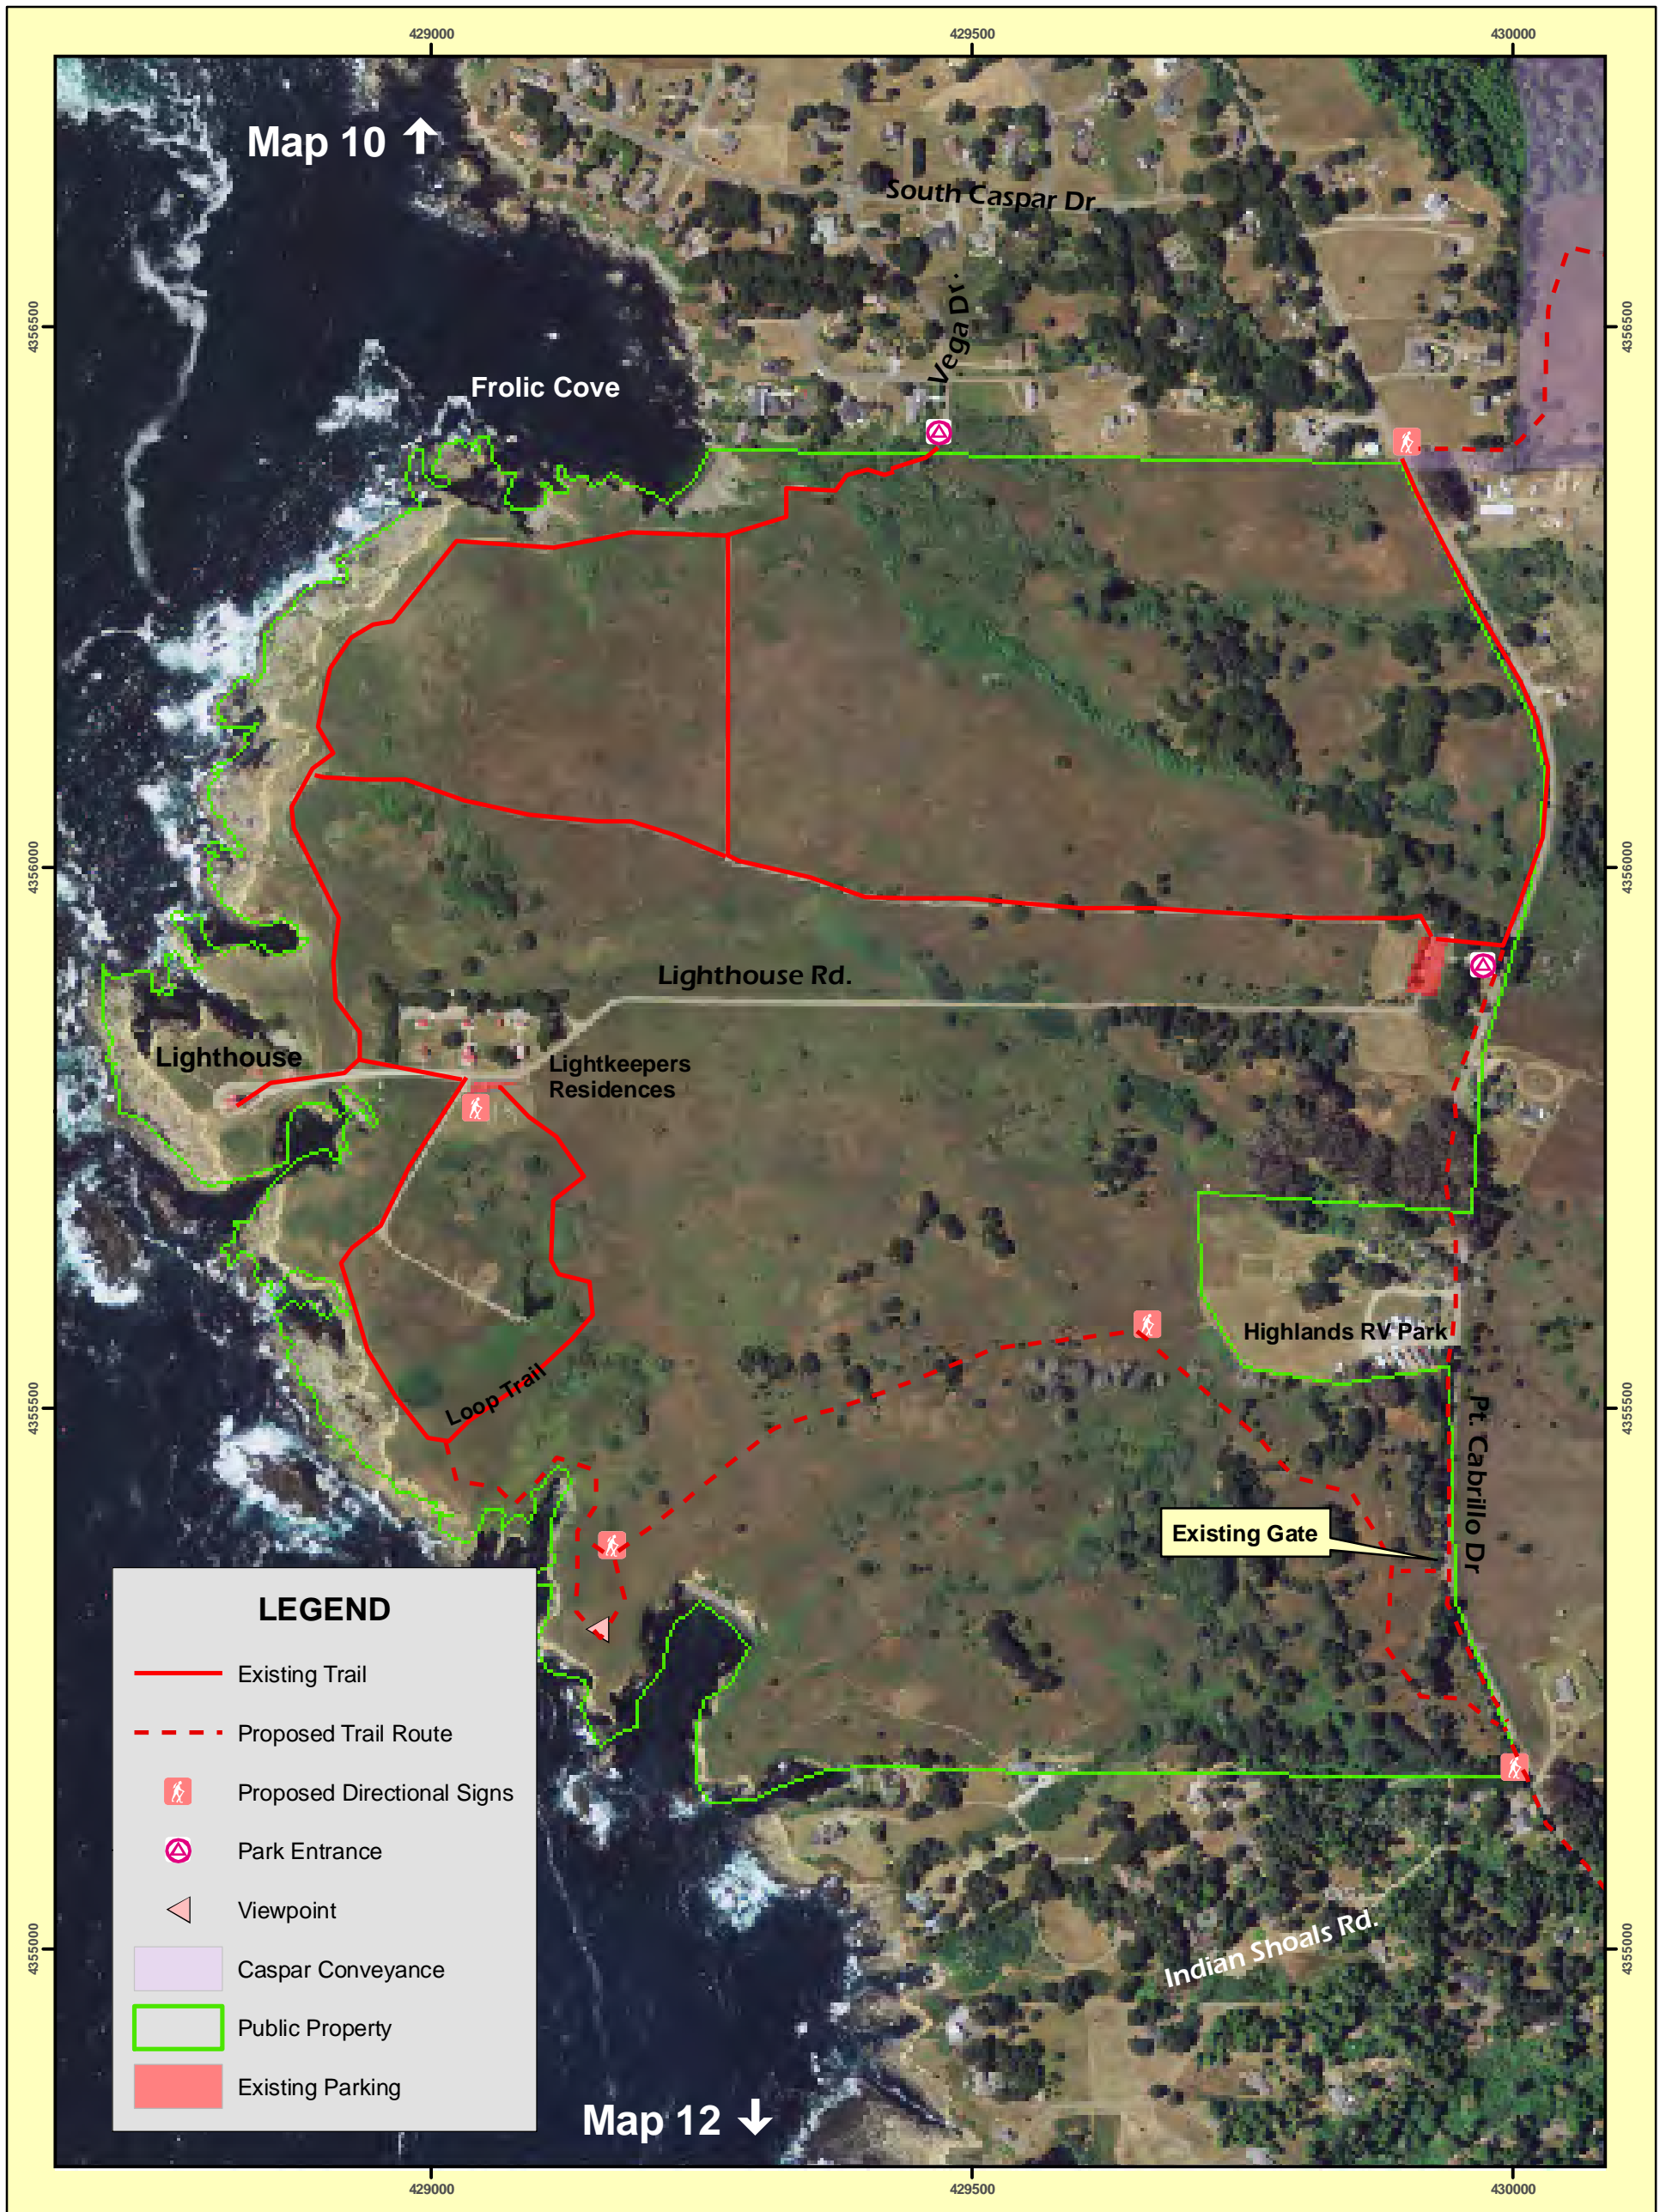 429000
429500
430000
Map 10
South Caspar Dr.
Vega Dr.
4356500
4356500
Frolic Cove
4356000
4356000
Lighthouse Rd.
Lighthouse
Lightkeepers
Residences
Highlands RV Park
Loop Trail
4355500
4355500
Pt. Cabrillo Dr
Existing Gate
LEGEND
Existing Trail
Proposed Trail Route
Proposed Directional Signs
Park Entrance
Viewpoint
Caspar Conveyance
Public Property
Existing Parking
Indian Shoals Rd.
4355000
4355000
Map 12
429000
429500
430000